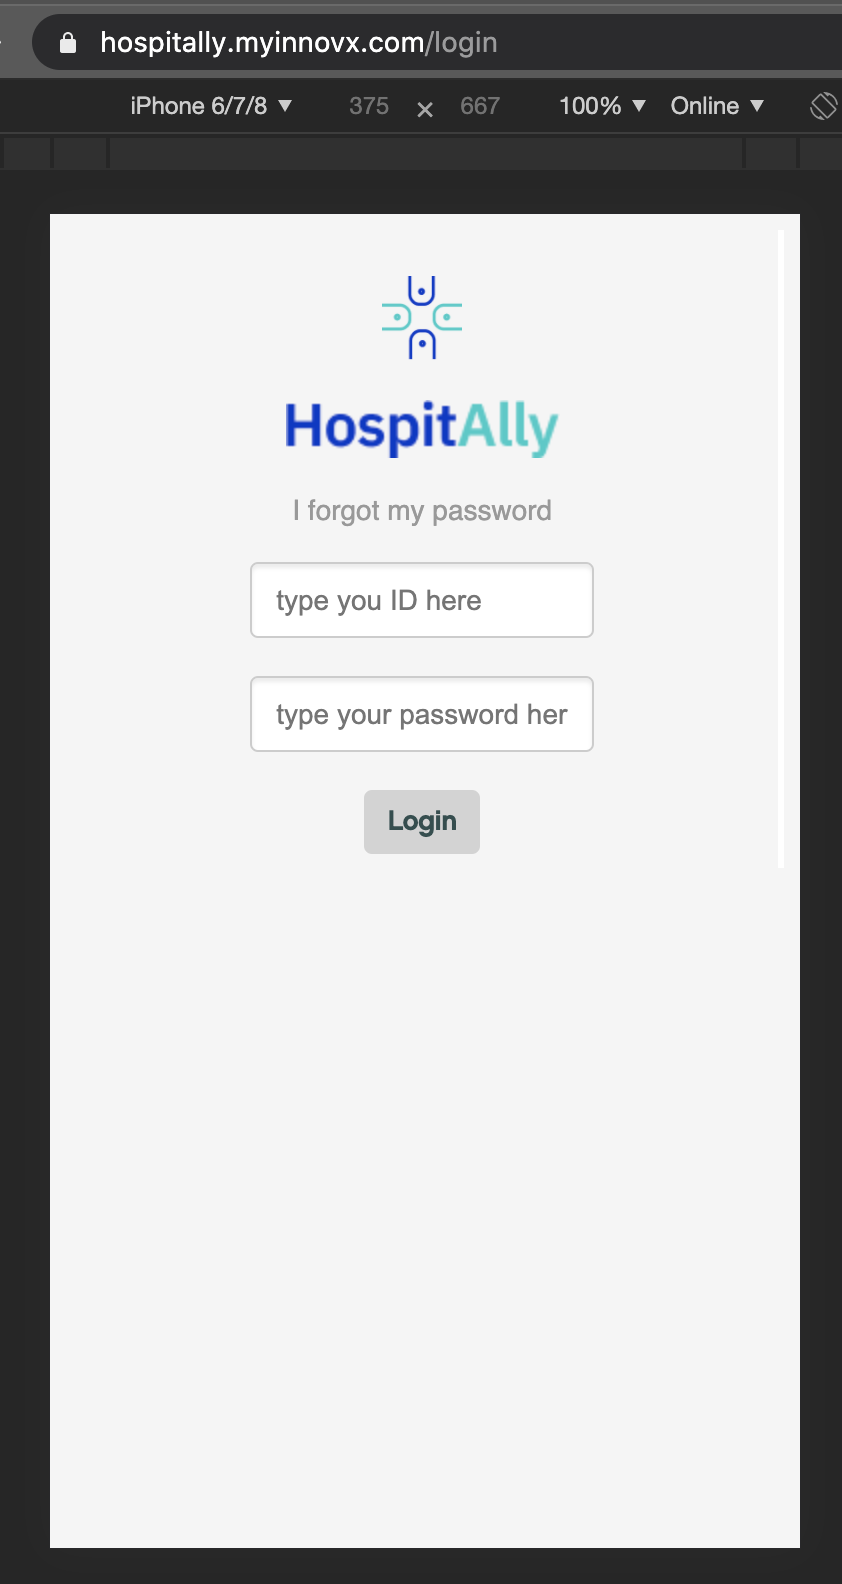 hospitally.myinnovx.com/login
iPhone 6/7/8 ▼ 375 × 667 100% ▼ Online ▼
HospitAlly
I forgot my password
type you ID here
type your password her
Login